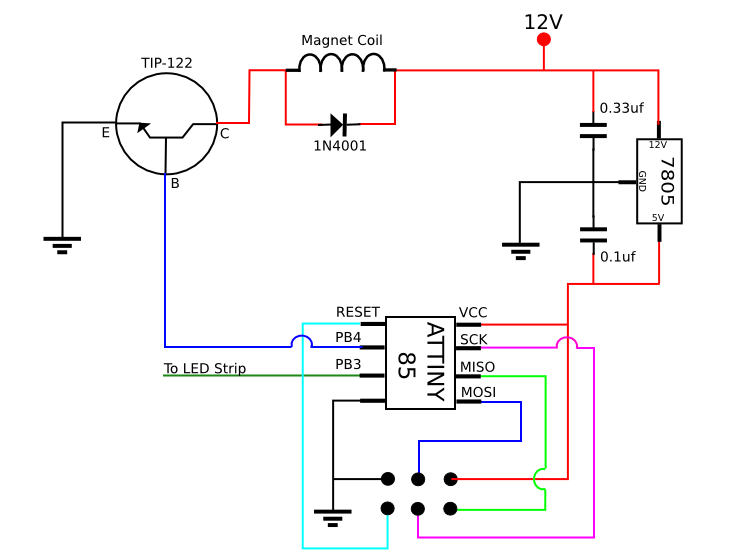 12V
Magnet Coil
TIP-122
0.33uf
E
C
1N4001
12V
GND
7805
B
5V
0.1uf
RESET
VCC
PB4
SCK
ATTINY
85
To LED Strip
PB3
MISO
MOSI